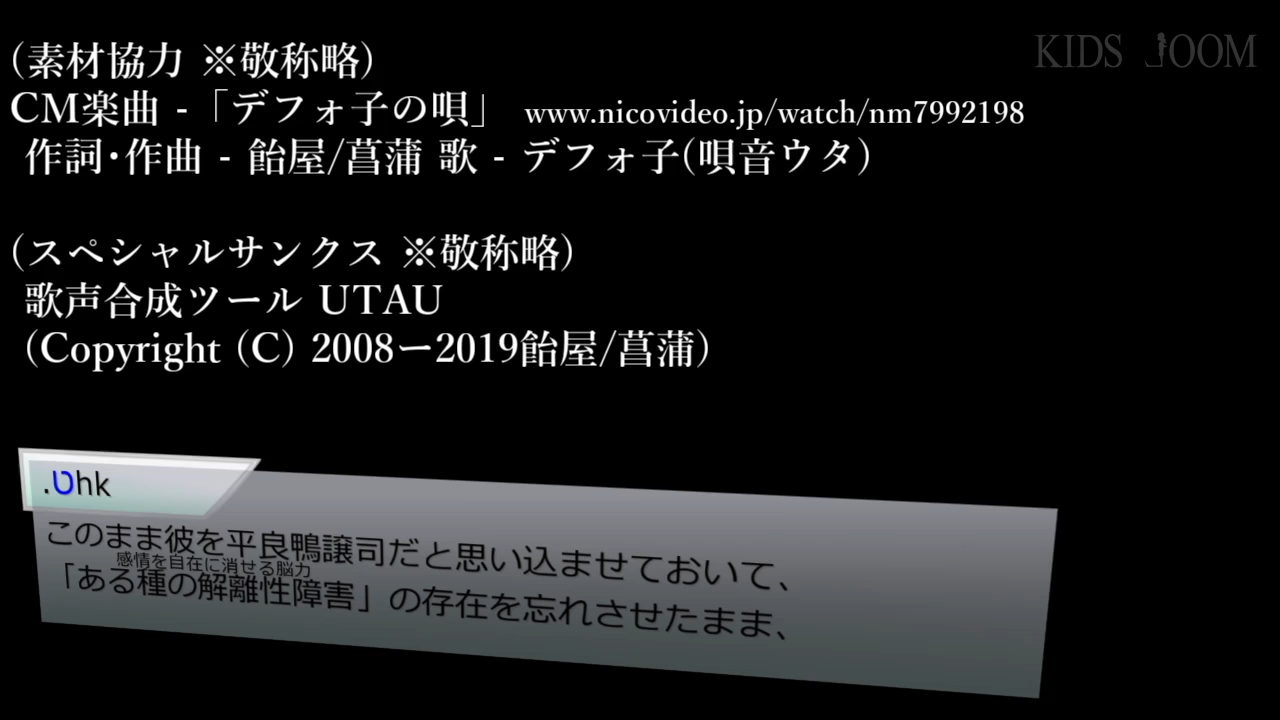 (素材協力 ※敬称略)
KIDS ROOM
CM楽曲 -「デフォ子の唄」 www.nicovideo.jp/watch/nm7992198
作詞・作曲 - 飴屋/菖蒲 歌 - デフォ子(唄音ウタ)
(スペシャルサンクス ※敬称略)
歌声合成ツール UTAU
(Copyright (C) 2008ー2019飴屋/菖蒲)
.Ʋhk
このまま彼を平良鴨譲司だと思い込ませておいて、
感情を自在に消せる脳力
「ある種の解離性障害」の存在を忘れさせたまま、